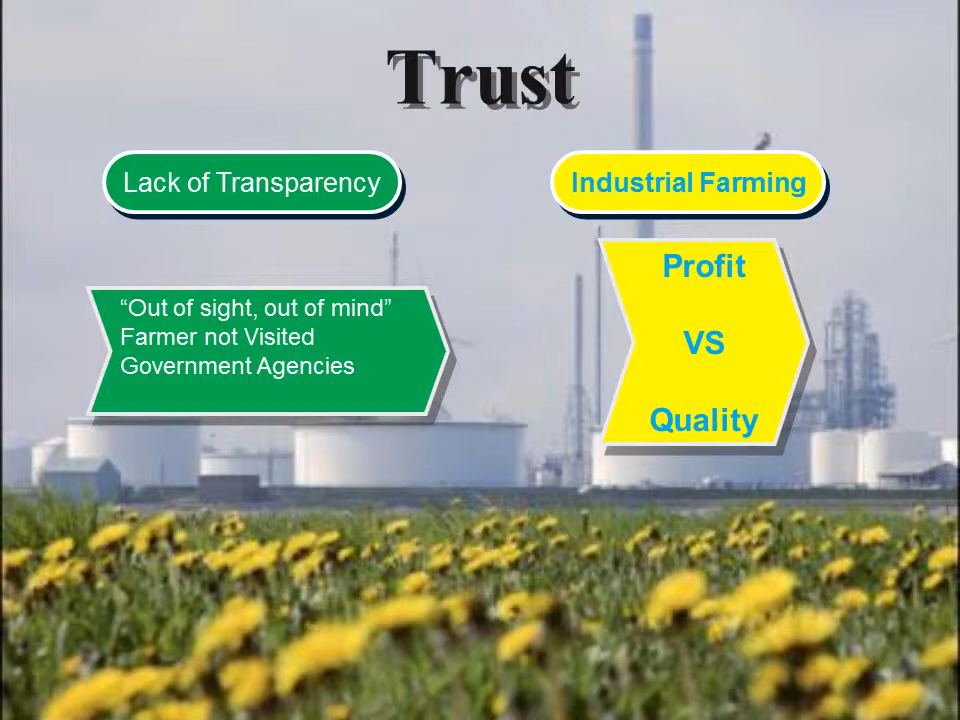 Trust
Lack of Transparency
Industrial Farming
“Out of sight, out of mind”
Farmer not Visited
Government Agencies
Profit
VS
Quality